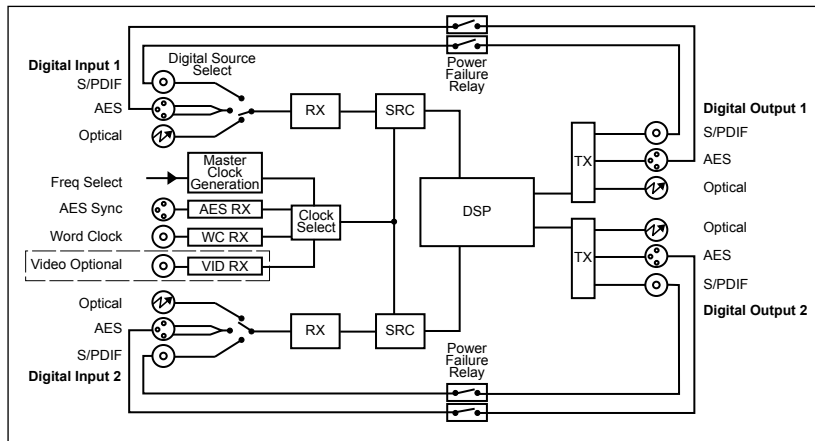 Digital Input 1
Digital Source
Select
S/PDIF
AES
Optical
RX
SRC
Power
Failure
Relay
Digital Output 1
S/PDIF
AES
Optical
TX
Freq Select
Master
Clock
Generation
AES Sync
AES RX
Word Clock
WC RX
Video Optional
VID RX
Clock
Select
DSP
Optical
AES
S/PDIF
TX
Digital Output 2
Optical
AES
S/PDIF
Digital Input 2
RX
SRC
Power
Failure
Relay